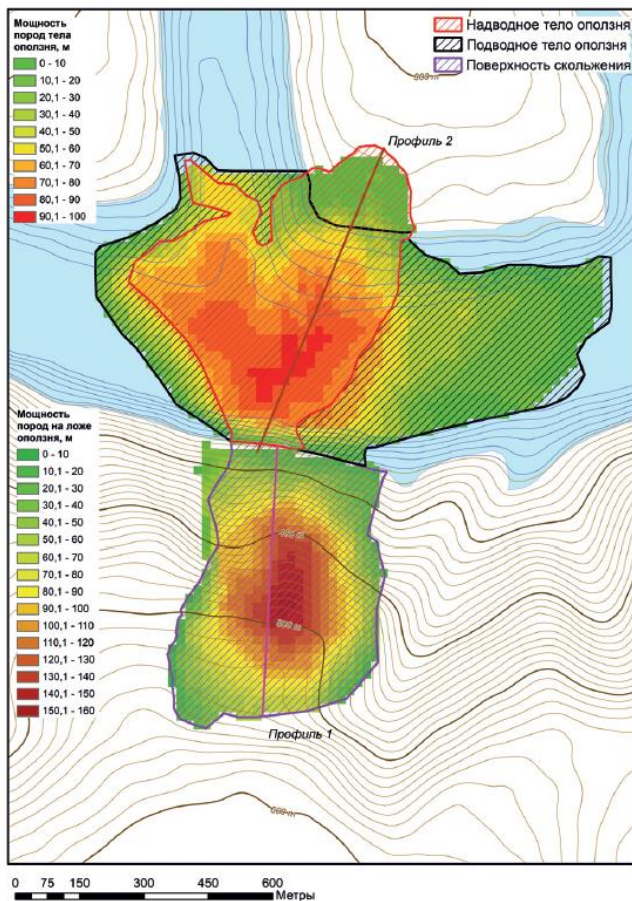 Мощность
пород тела
оползня, м
0 - 10
10,1 - 20
20,1 - 30
30,1 - 40
40,1 - 50
50,1 - 60
60,1 - 70
70,1 - 80
80,1 - 90
90,1 - 100
Надводное тело оползня
Подводное тело оползня
Поверхность скольжения
Профиль 2
Мощность
пород на ложе
оползня, м
0 - 10
10,1 - 20
20,1 - 30
30,1 - 40
40,1 - 50
50,1 - 60
60,1 - 70
70,1 - 80
80,1 - 90
90,1 - 100
100,1 - 110
110,1 - 120
120,1 - 130
130,1 - 140
140,1 - 150
150,1 - 160
Профиль 1
600 m
0 75 150 300 450 600
Метры